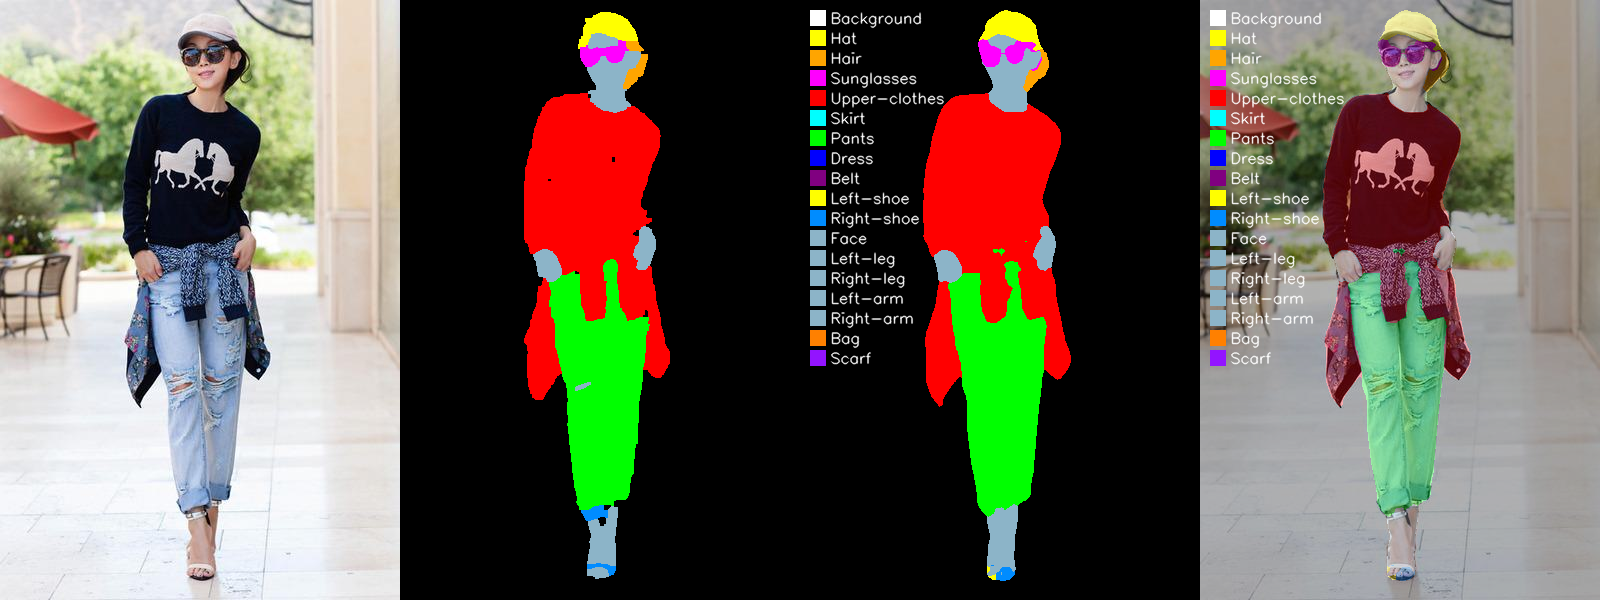 Background
Hat
Hair
Sunglasses
Upper-clothes
Skirt
Pants
Dress
Belt
Left-shoe
Right-shoe
Face
Left-leg
Right-leg
Left-arm
Right-arm
Bag
Scarf
Background
Hat
Hair
Sunglasses
Upper-clothes
Skirt
Pants
Dress
Belt
Left-shoe
Right-shoe
Face
Left-leg
Right-leg
Left-arm
Right-arm
Bag
Scarf